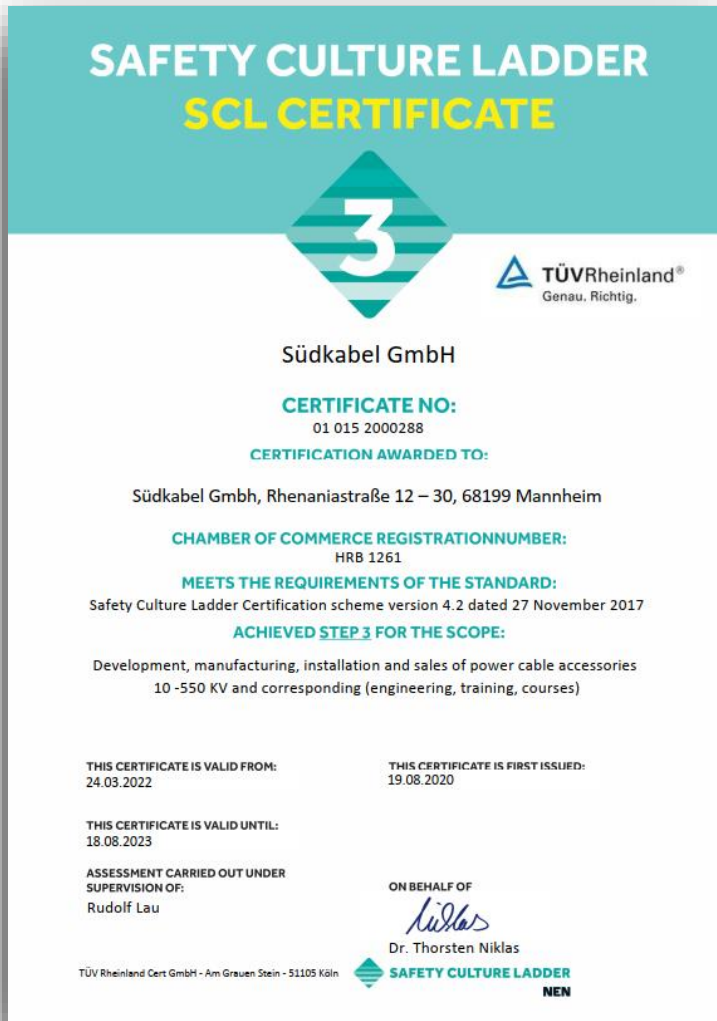 SAFETY CULTURE LADDER
SCL CERTIFICATE
3
TÜVRheinland®
Genau. Richtig.
Südkabel GmbH
CERTIFICATE NO:
01 015 2000288
CERTIFICATION AWARDED TO:
Südkabel Gmbh, Rhenaniastraße 12 – 30, 68199 Mannheim
CHAMBER OF COMMERCE REGISTRATIONNUMBER:
HRB 1261
MEETS THE REQUIREMENTS OF THE STANDARD:
Safety Culture Ladder Certification scheme version 4.2 dated 27 November 2017
ACHIEVED STEP 3 FOR THE SCOPE:
Development, manufacturing, installation and sales of power cable accessories
10 -550 KV and corresponding (engineering, training, courses)
THIS CERTIFICATE IS VALID FROM:
24.03.2022
THIS CERTIFICATE IS FIRST ISSUED:
19.08.2020
THIS CERTIFICATE IS VALID UNTIL:
18.08.2023
ASSESSMENT CARRIED OUT UNDER
SUPERVISION OF:
Rudolf Lau
ON BEHALF OF
Niklas
Dr. Thorsten Niklas
TÜV Rheinland Cert GmbH - Am Grauen Stein - 51105 Köln
SAFETY CULTURE LADDER
NEN